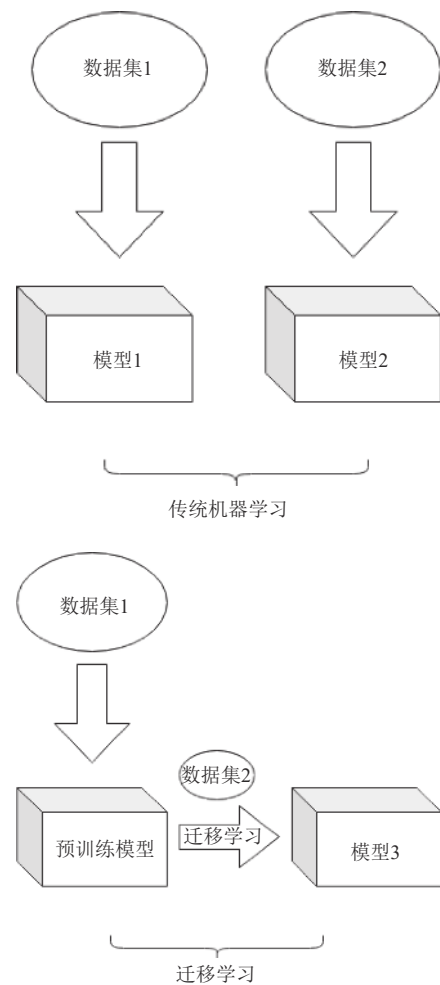 数据集1
数据集2
模型1
模型2
传统机器学习
数据集1
数据集2
预训练模型
迁移学习
模型3
迁移学习